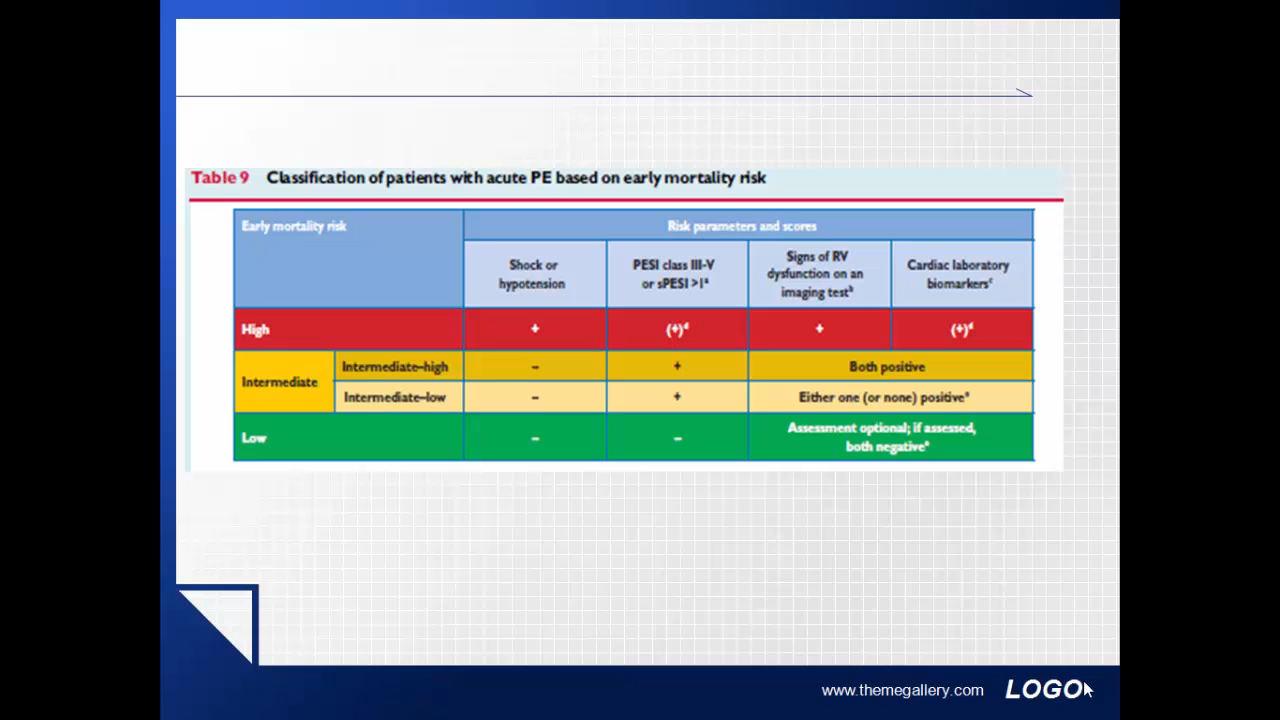 Table 9 Classification of patients with acute PE based on early mortality risk
Early mortality risk
Risk parameters and scores
Shock or
hypotension
PESI class III-V
or sPESI >Iᵃ
Signs of RV
dysfunction on an
imaging testᵇ
Cardiac laboratory
biomarkersᶜ
High + (+)ᵈ + (+)ᵈ
Intermediate
Intermediate–high – + Both positive
Intermediate–low – + Either one (or none) positiveᵉ
Low – –
Assessment optional; if assessed,
both negativeᵉ
www.themegallery.com LOGO